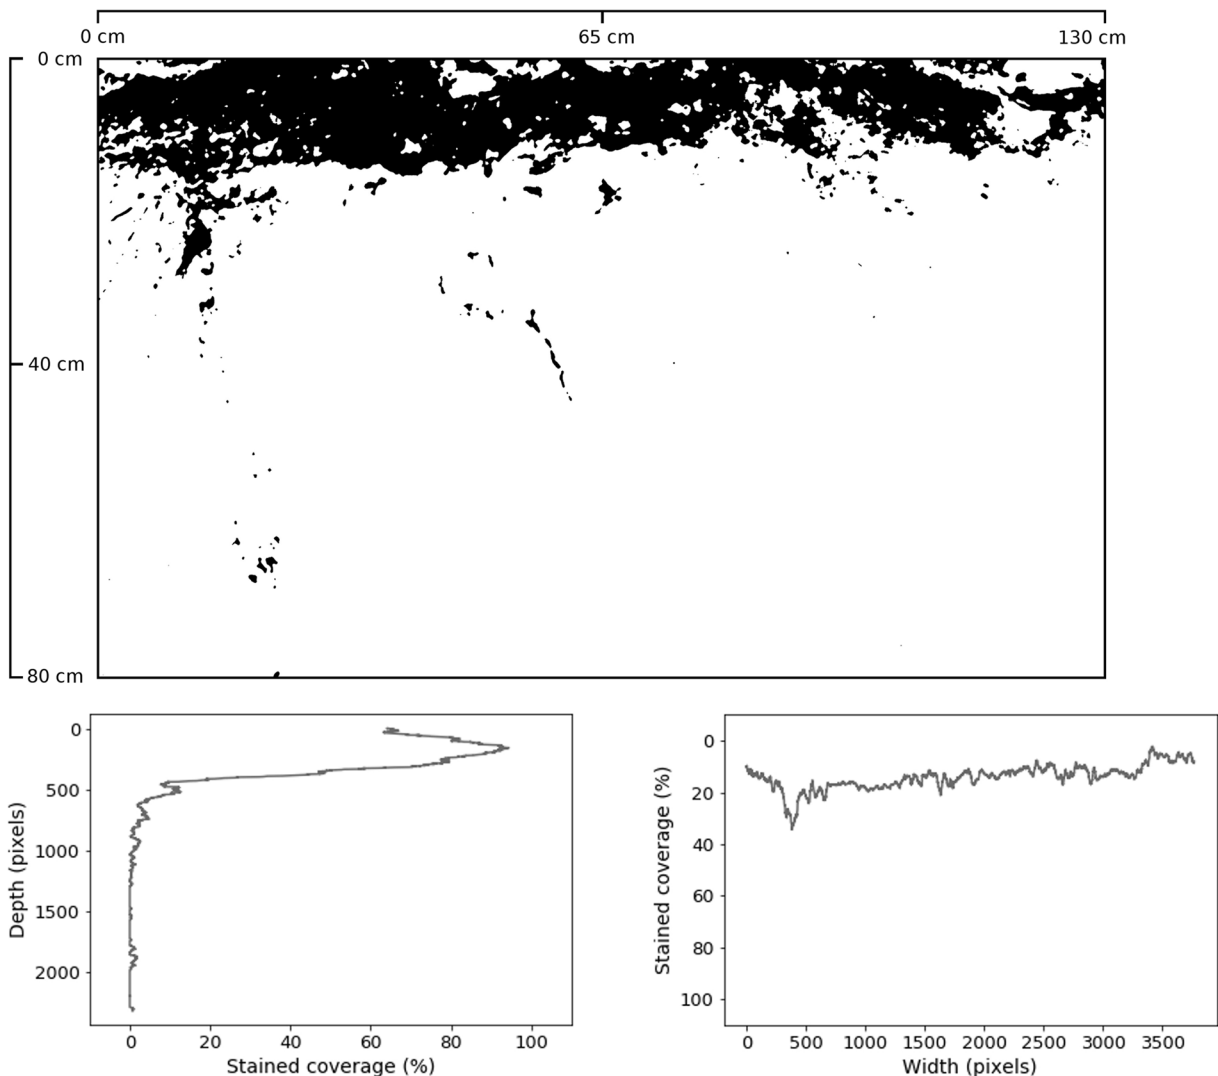 0 cm 65 cm 130 cm
0 cm
40 cm
80 cm
0
500
1000
1500
2000
Depth (pixels)
0 20 40 60 80 100
Stained coverage (%)
0
20
40
60
80
100
Stained coverage (%)
0 500 1000 1500 2000 2500 3000 3500
Width (pixels)